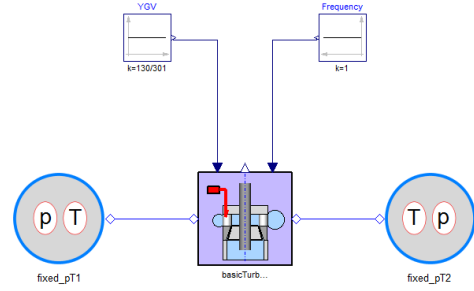 YGV
Frequency
k=130/301
k=1
p T
T p
fixed_pT1
basicTurb...
fixed_pT2